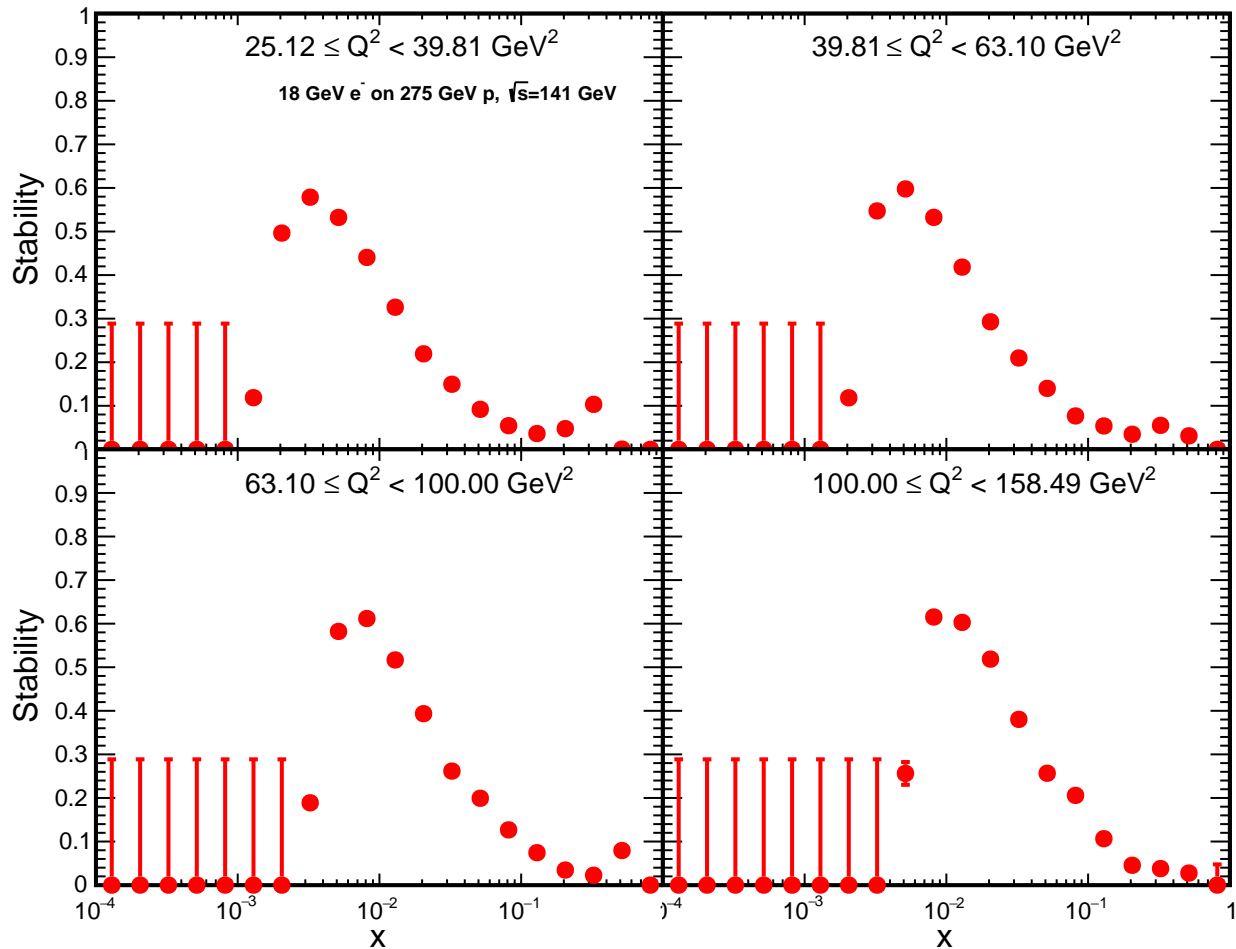 25.12 ≤ Q² < 39.81 GeV²
39.81 ≤ Q² < 63.10 GeV²
18 GeV e⁻ on 275 GeV p, √s=141 GeV
Stability
1
0.9
0.8
0.7
0.6
0.5
0.4
0.3
0.2
0.1
0
63.10 ≤ Q² < 100.00 GeV²
100.00 ≤ Q² < 158.49 GeV²
Stability
0.9
0.8
0.7
0.6
0.5
0.4
0.3
0.2
0.1
0
10⁻⁴ 10⁻³ 10⁻² 10⁻¹ 10⁻⁴ 10⁻³ 10⁻² 10⁻¹ 1
x x